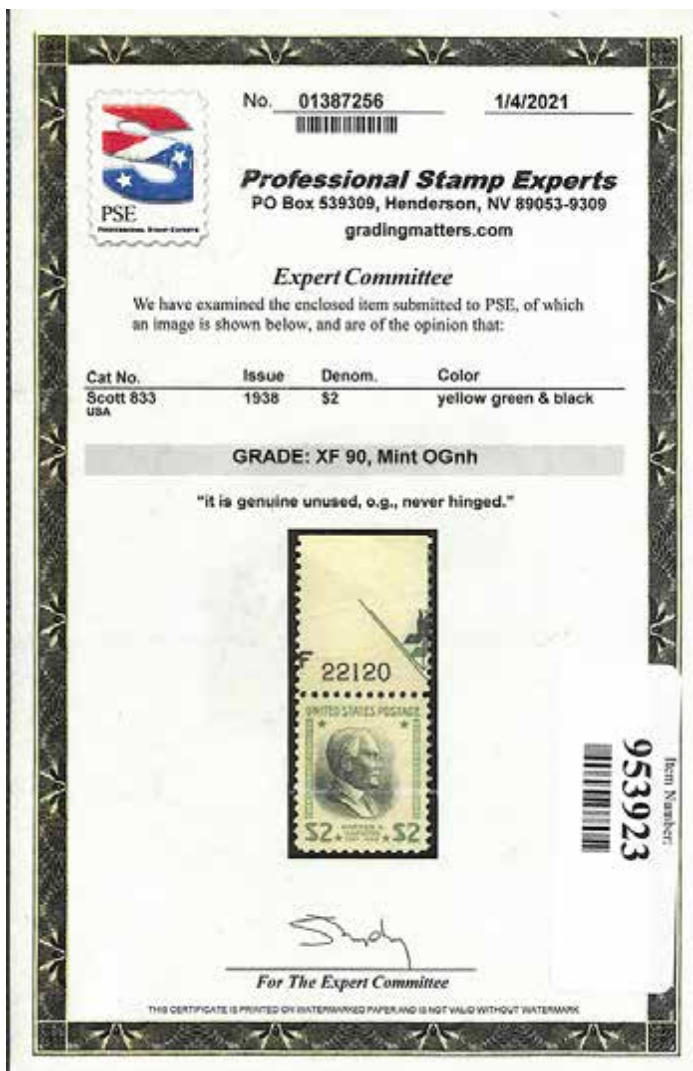 No. 01387256 1/4/2021
PSE
PROFESSIONAL STAMP EXPERTS
Professional Stamp Experts
PO Box 539309, Henderson, NV 89053-9309
gradingmatters.com
Expert Committee
We have examined the enclosed item submitted to PSE, of which
an image is shown below, and are of the opinion that:
Cat No. Issue Denom. Color
Scott 833 1938 $2 yellow green & black
USA
GRADE: XF 90, Mint OGnh
"it is genuine unused, o.g., never hinged."
F 22120
UNITED STATES POSTAGE
$2 $2
Item Number:
953923
For The Expert Committee
THIS CERTIFICATE IS PRINTED ON WATERMARKED PAPER AND IS NOT VALID WITHOUT WATERMARK